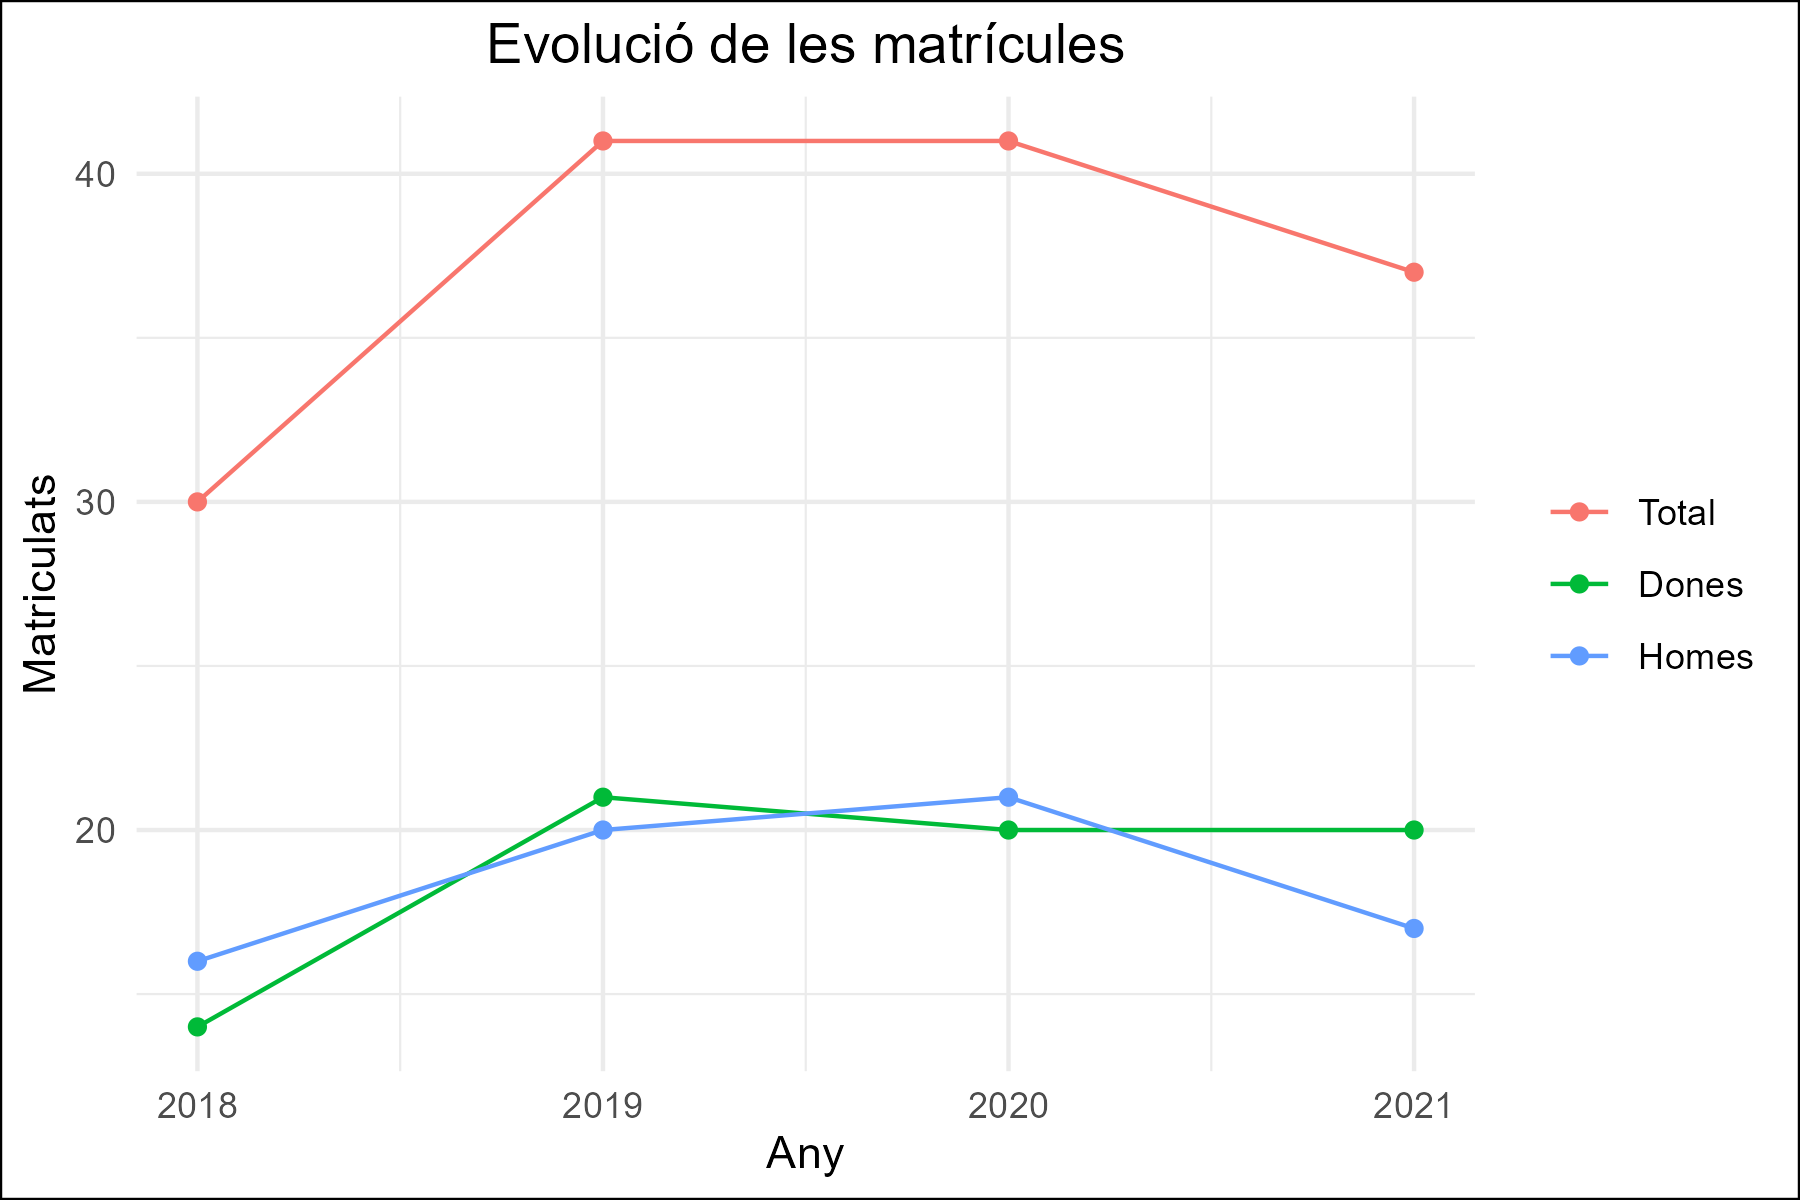 Evolució de les matrícules
Matriculats
40
30
20
2018 2019 2020 2021
Any
Total
Dones
Homes